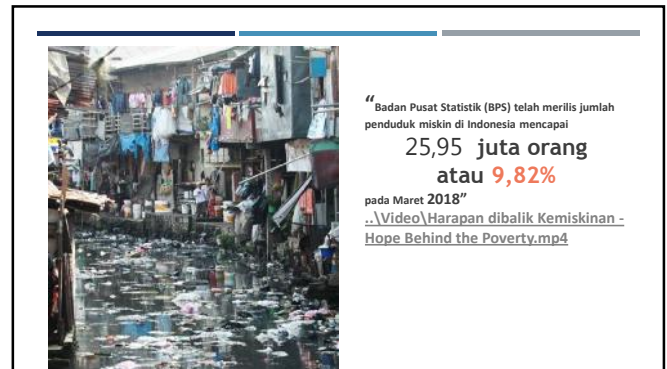 “Badan Pusat Statistik (BPS) telah merilis jumlah
penduduk miskin di Indonesia mencapai
25,95 juta orang
atau 9,82%
pada Maret 2018”
..\Video\Harapan dibalik Kemiskinan -
Hope Behind the Poverty.mp4